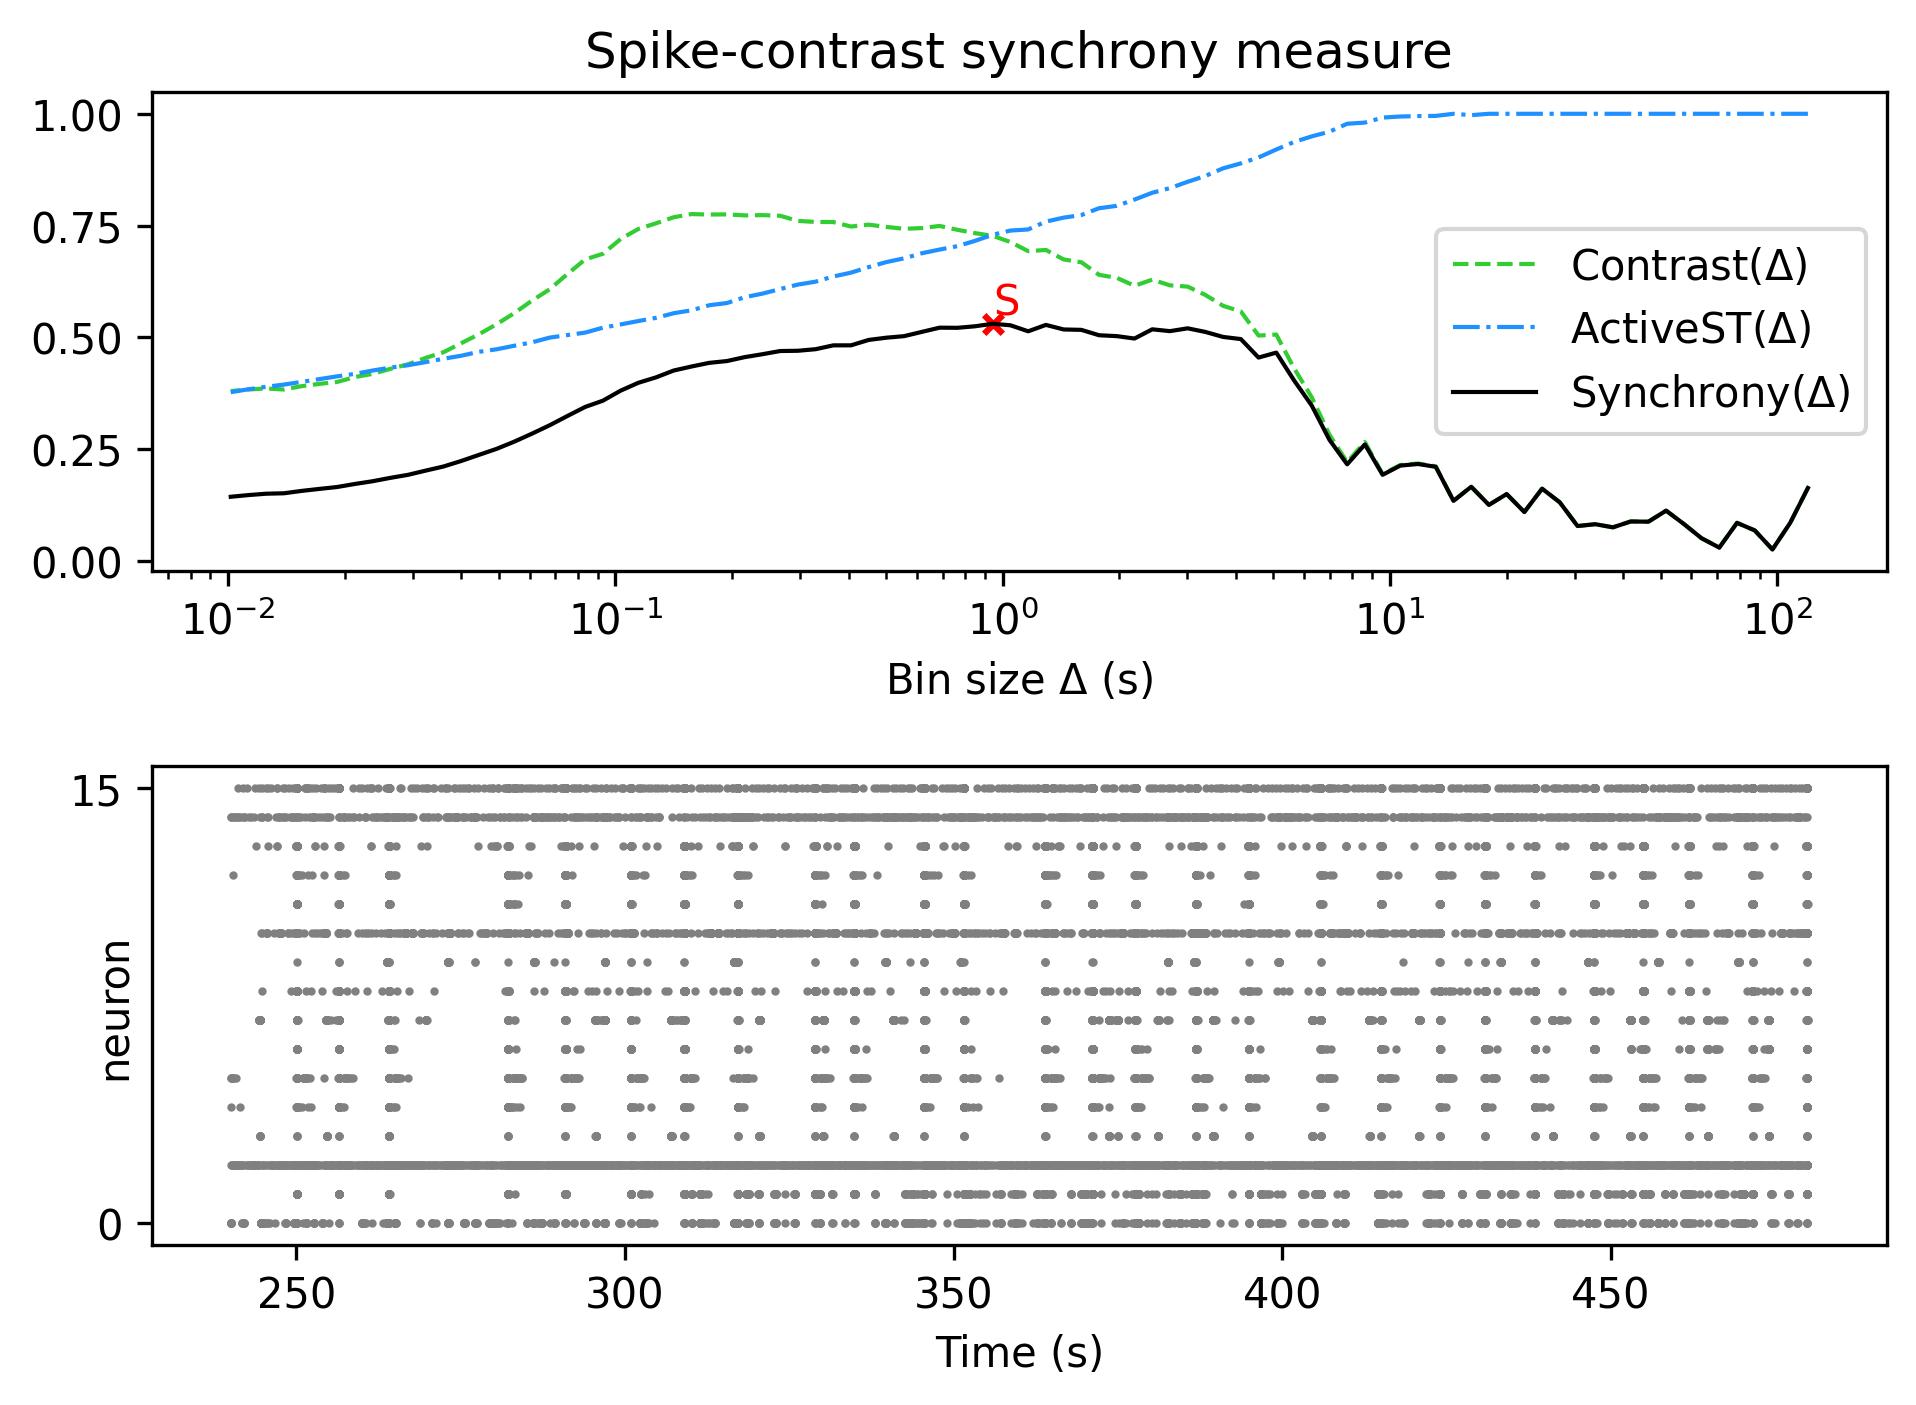 Spike-contrast synchrony measure
1.00
0.75
0.50
0.25
0.00
S
Contrast(Δ)
ActiveST(Δ)
Synchrony(Δ)
10⁻² 10⁻¹ 10⁰ 10¹ 10²
Bin size Δ (s)
15
0
neuron
250 300 350 400 450
Time (s)